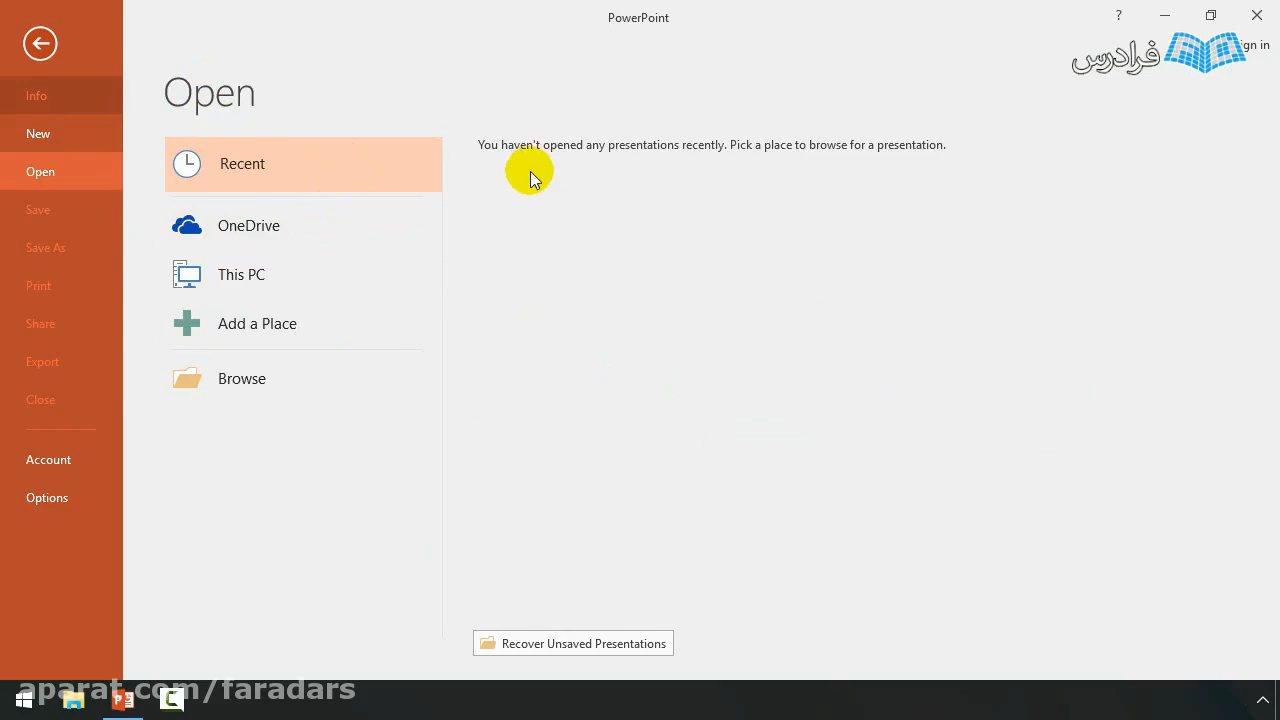 PowerPoint
?
gn in
فرادرس
Open
Info
New
Open
Save
Save As
Print
Share
Export
Close
Account
Options
Recent
OneDrive
This PC
Add a Place
Browse
You haven't opened any presentations recently. Pick a place to browse for a presentation.
Recover Unsaved Presentations
aparat.com/faradars